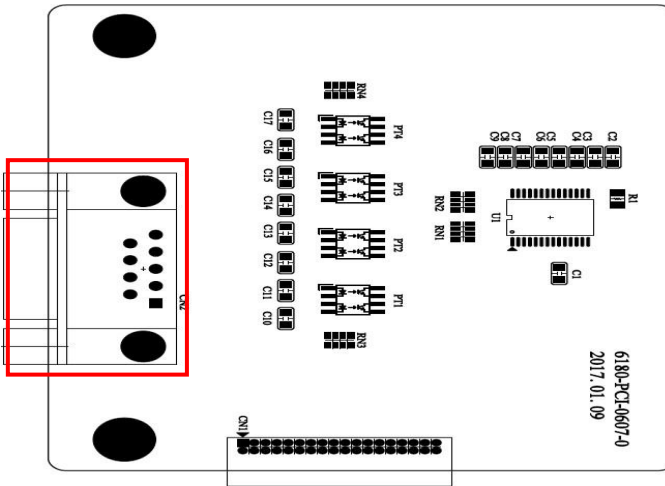 RN4
C17
PT4
C16
C9
C8
C7
C6
C5
C4
C3
C2
C15
PT3
C14
RN2
U1
R1
C13
RN1
C12
PT2
C1
C11
CN2
PT1
C10
RN3
6180-PCI-0607-0
2017. 01. 09
CN1